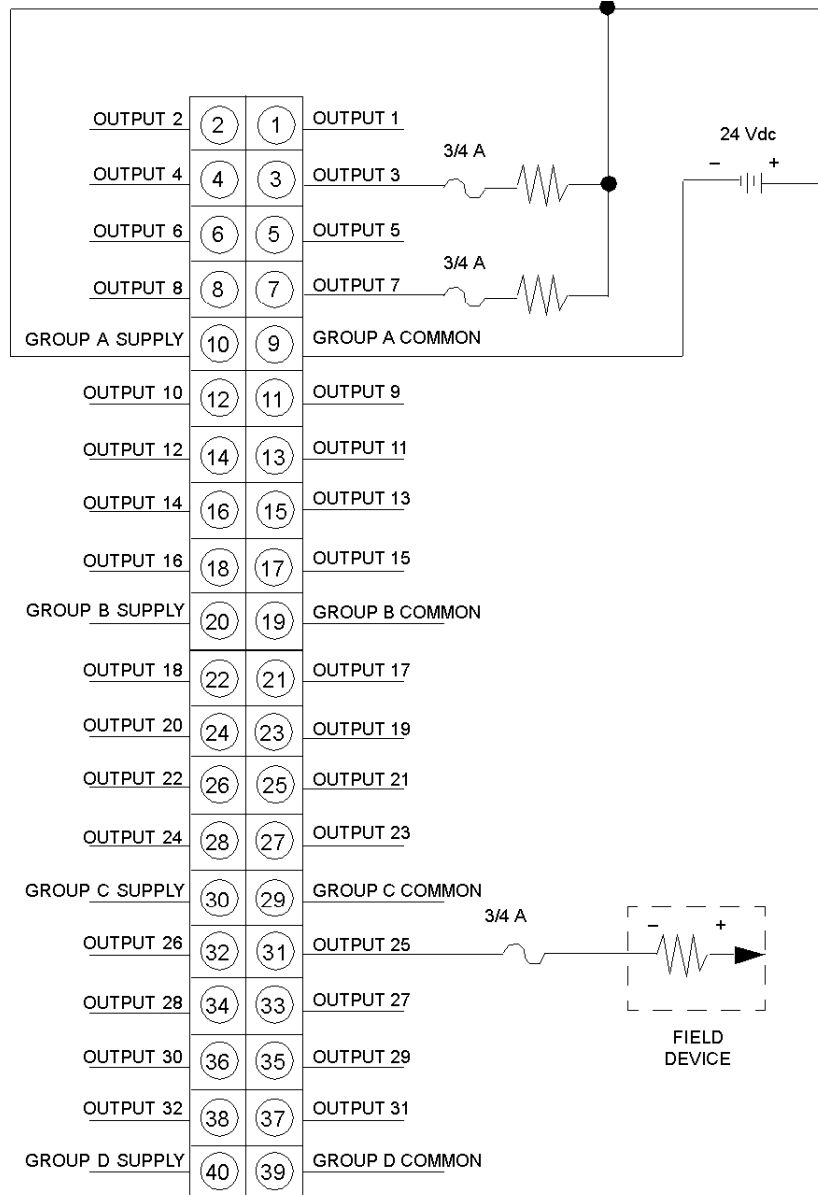 OUTPUT 2 2 1 OUTPUT 1
24 Vdc
3/4 A
– +
OUTPUT 4 4 3 OUTPUT 3
OUTPUT 6 6 5 OUTPUT 5
3/4 A
OUTPUT 8 8 7 OUTPUT 7
GROUP A SUPPLY 10 9 GROUP A COMMON
OUTPUT 10 12 11 OUTPUT 9
OUTPUT 12 14 13 OUTPUT 11
OUTPUT 14 16 15 OUTPUT 13
OUTPUT 16 18 17 OUTPUT 15
GROUP B SUPPLY 20 19 GROUP B COMMON
OUTPUT 18 22 21 OUTPUT 17
OUTPUT 20 24 23 OUTPUT 19
OUTPUT 22 26 25 OUTPUT 21
OUTPUT 24 28 27 OUTPUT 23
GROUP C SUPPLY 30 29 GROUP C COMMON
3/4 A
– +
OUTPUT 26 32 31 OUTPUT 25
OUTPUT 28 34 33 OUTPUT 27
FIELD
DEVICE
OUTPUT 30 36 35 OUTPUT 29
OUTPUT 32 38 37 OUTPUT 31
GROUP D SUPPLY 40 39 GROUP D COMMON